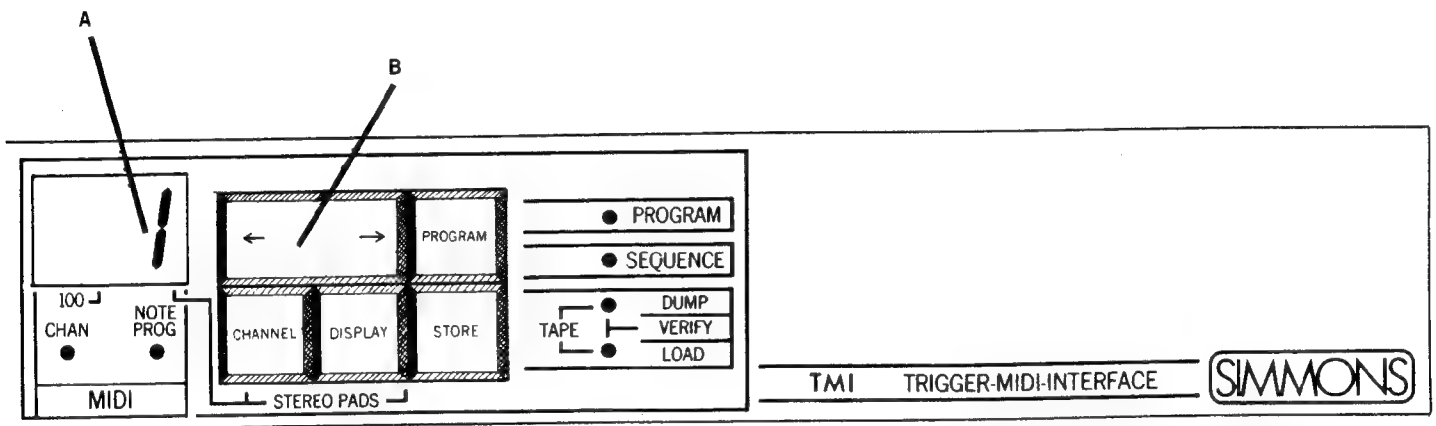 A
B
1
100
CHAN
NOTE
PROG
MIDI
← →
PROGRAM
CHANNEL
DISPLAY
STORE
STEREO PADS
PROGRAM
SEQUENCE
TAPE
DUMP
VERIFY
LOAD
TMI TRIGGER-MIDI-INTERFACE
SIMMONS